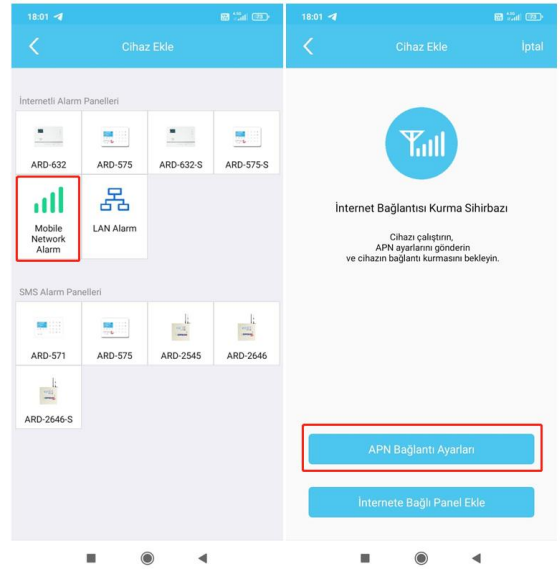 18:01
Cihaz Ekle
İnternetli Alarm Panelleri
ARD-632
ARD-575
ARD-632-S
ARD-575-S
Mobile
Network
Alarm
LAN Alarm
SMS Alarm Panelleri
ARD-571
ARD-575
ARD-2545
ARD-2646
ARD-2646-S
18:01
Cihaz Ekle
İptal
İnternet Bağlantısı Kurma Sihirbazı
Cihazı çalıştırın,
APN ayarlarını gönderin
ve cihazın bağlantı kurmasını bekleyin.
APN Bağlantı Ayarları
İnternete Bağlı Panel Ekle